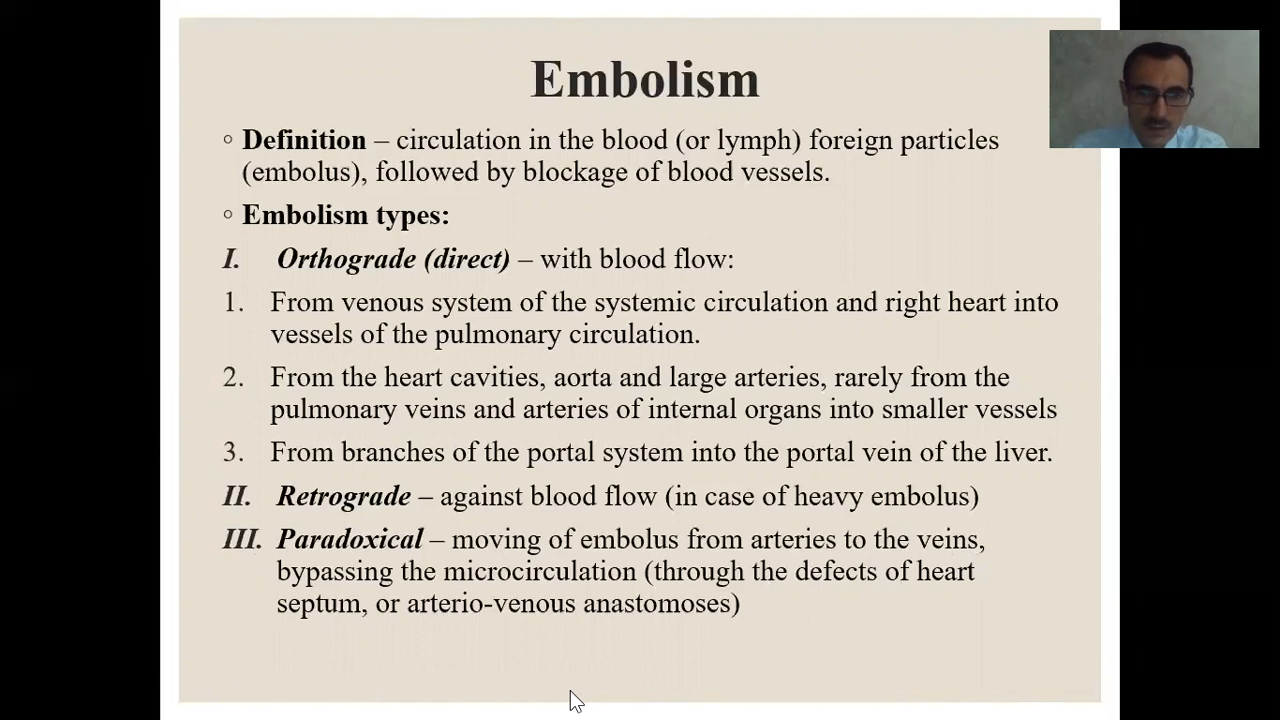 Embolism
◦ Definition – circulation in the blood (or lymph) foreign particles
(embolus), followed by blockage of blood vessels.
◦ Embolism types:
I. Orthograde (direct) – with blood flow:
1. From venous system of the systemic circulation and right heart into
vessels of the pulmonary circulation.
2. From the heart cavities, aorta and large arteries, rarely from the
pulmonary veins and arteries of internal organs into smaller vessels
3. From branches of the portal system into the portal vein of the liver.
II. Retrograde – against blood flow (in case of heavy embolus)
III. Paradoxical – moving of embolus from arteries to the veins,
bypassing the microcirculation (through the defects of heart
septum, or arterio-venous anastomoses)